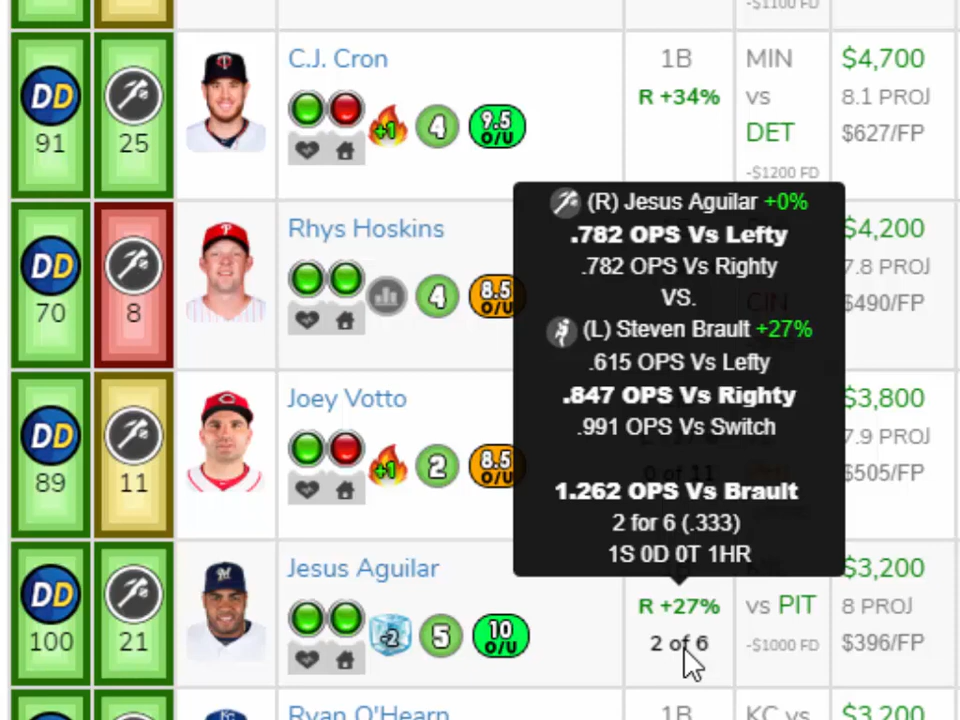 -$1100 FD
C.J. Cron
1B
MIN
$4,700
DD
91
25
+1
4
9.5
O/U
R +34%
vs
8.1 PROJ
DET
$627/FP
-$1200 FD
Rhys Hoskins
$4,200
DD
70
8
4
8.5
O/U
7.8 PROJ
CIN
$490/FP
Joey Votto
$3,800
DD
89
11
+1
2
8.5
O/U
7.9 PROJ
0 of 11
$505/FP
(R) Jesus Aguilar +0%
.782 OPS Vs Lefty
.782 OPS Vs Righty
VS.
(L) Steven Brault +27%
.615 OPS Vs Lefty
.847 OPS Vs Righty
.991 OPS Vs Switch
1.262 OPS Vs Brault
2 for 6 (.333)
1S 0D 0T 1HR
Jesus Aguilar
$3,200
DD
100
21
-2
5
10
O/U
R +27%
vs PIT
8 PROJ
2 of 6
-$1000 FD
$396/FP
Ryan O'Hearn
1B
KC vs
$3,200